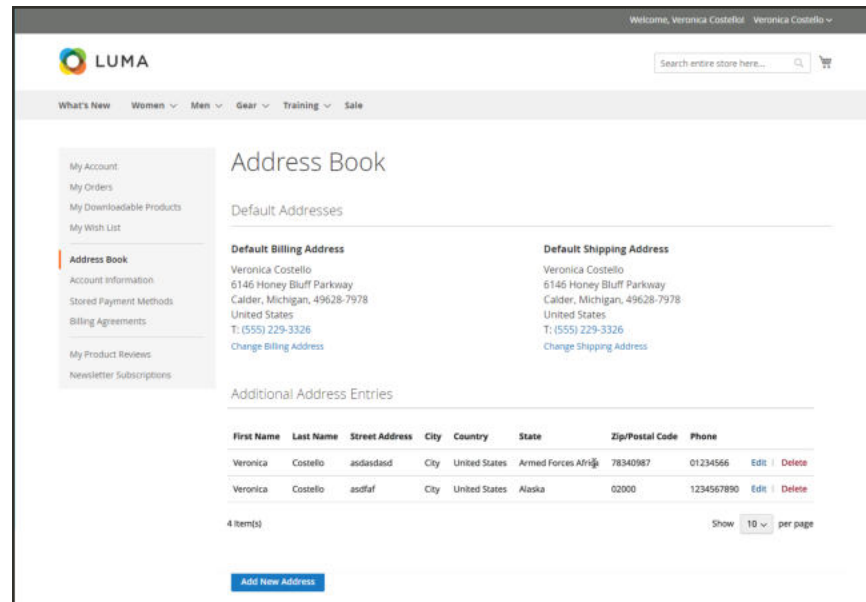 Welcome, Veronica Costello! Veronica Costello
LUMA
Search entire store here...
What's New Women Men Gear Training Sale
My Account
My Orders
My Downloadable Products
My Wish List
Address Book
Account Information
Stored Payment Methods
Billing Agreements
My Product Reviews
Newsletter Subscriptions
Address Book
Default Addresses
Default Billing Address
Veronica Costello
6146 Honey Bluff Parkway
Calder, Michigan, 49628-7978
United States
T: (555) 229-3326
Change Billing Address
Default Shipping Address
Veronica Costello
6146 Honey Bluff Parkway
Calder, Michigan, 49628-7978
United States
T: (555) 229-3326
Change Shipping Address
Additional Address Entries
First Name Last Name Street Address City Country State Zip/Postal Code Phone
Veronica Costello asdasdasd City United States Armed Forces Africa 78340987 01234566 Edit | Delete
Veronica Costello asdfaf City United States Alaska 02000 1234567890 Edit | Delete
4 Item(s)
Show 10 per page
Add New Address